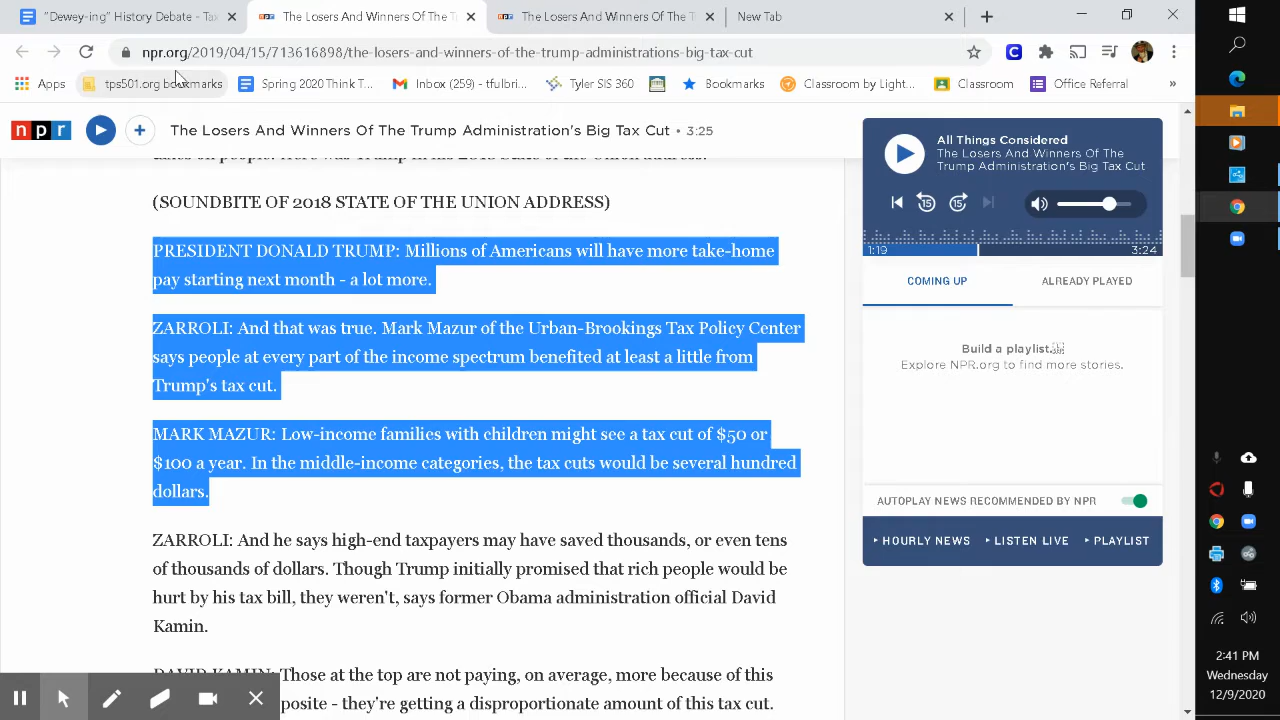 "Dewey-ing" History Debate - Tax
The Losers And Winners Of The T
The Losers And Winners Of The T
New Tab
npr.org/2019/04/15/713616898/the-losers-and-winners-of-the-trump-administrations-big-tax-cut
Apps
tps501.org bookmarks
Spring 2020 Think T...
Inbox (259) - tfulbri...
Tyler SIS 360
Bookmarks
Classroom by Light...
Classroom
Office Referral
»
npr
The Losers And Winners Of The Trump Administration's Big Tax Cut • 3:25
(SOUNDBITE OF 2018 STATE OF THE UNION ADDRESS)
PRESIDENT DONALD TRUMP: Millions of Americans will have more take-home
pay starting next month - a lot more.
ZARROLI: And that was true. Mark Mazur of the Urban-Brookings Tax Policy Center
says people at every part of the income spectrum benefited at least a little from
Trump's tax cut.
MARK MAZUR: Low-income families with children might see a tax cut of $50 or
$100 a year. In the middle-income categories, the tax cuts would be several hundred
dollars.
ZARROLI: And he says high-end taxpayers may have saved thousands, or even tens
of thousands of dollars. Though Trump initially promised that rich people would be
hurt by his tax bill, they weren't, says former Obama administration official David
Kamin.
DAVID KAMIN: Those at the top are not paying, on average, more because of this
posite - they're getting a disproportionate amount of this tax cut.
All Things Considered
The Losers And Winners Of The
Trump Administration's Big Tax Cut
15
15
1:19
3:24
COMING UP
ALREADY PLAYED
Build a playlist.
Explore NPR.org to find more stories.
AUTOPLAY NEWS RECOMMENDED BY NPR
HOURLY NEWS
LISTEN LIVE
PLAYLIST
2:41 PM
Wednesday
12/9/2020